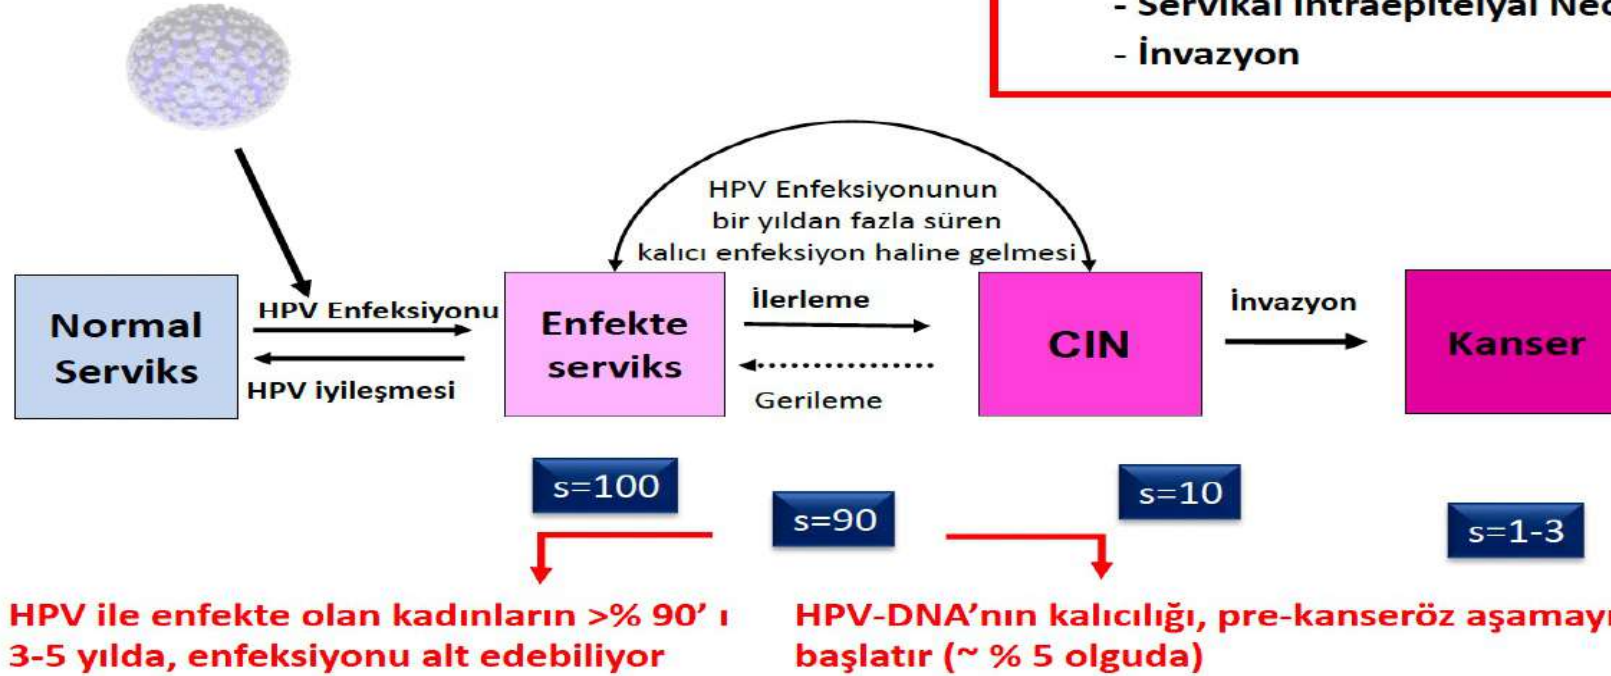 - Servikal İntraepitelyal
- İnvazyon
HPV Enfeksiyonunun
bir yıldan fazla süren
kalıcı enfeksiyon haline gelmesi
Normal
Serviks
HPV Enfeksiyonu
HPV iyileşmesi
Enfekte
serviks
İlerleme
Gerileme
CIN
İnvazyon
Kanser
s=100
s=90
s=10
s=1-3
HPV ile enfekte olan kadınların >% 90' ı
3-5 yılda, enfeksiyonu alt edebiliyor
HPV-DNA'nın kalıcılığı, pre-kanseröz aşamayı
başlatır (~ % 5 olguda)